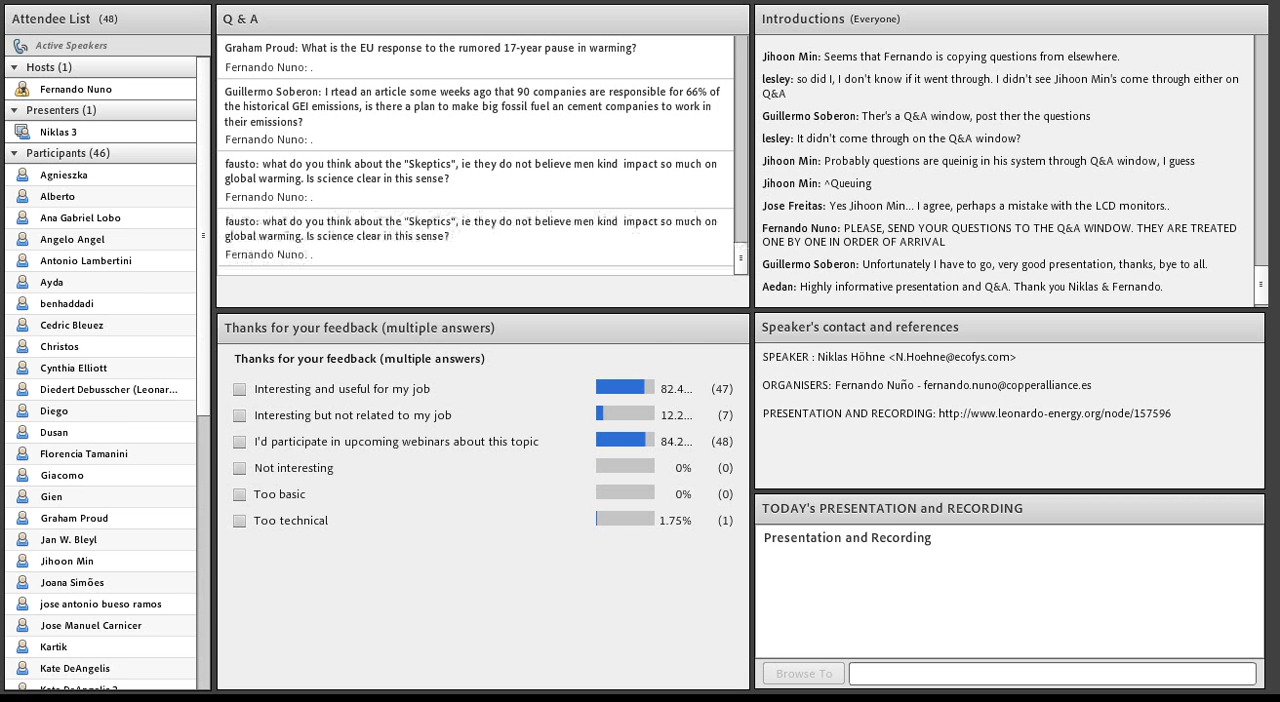 Attendee List (48)
Active Speakers
Hosts (1)
Fernando Nuno
Presenters (1)
Niklas 3
Participants (46)
Agnieszka
Alberto
Ana Gabriel Lobo
Angelo Angel
Antonio Lambertini
Ayda
benhaddadi
Cedric Bleuez
Christos
Cynthia Elliott
Diedert Debusscher (Leonar...
Diego
Dusan
Florencia Tamanini
Giacomo
Gien
Graham Proud
Jan W. Bleyl
Jihoon Min
Joana Simões
jose antonio bueso ramos
Jose Manuel Carnicer
Kartik
Kate DeAngelis
Kate DeAngelis 2
Q & A
Graham Proud: What is the EU response to the rumored 17-year pause in warming?
Fernando Nuno: .
Guillermo Soberon: I rtead an article some weeks ago that 90 companies are responsible for 66% of
the historical GEI emissions, is there a plan to make big fossil fuel an cement companies to work in
their emissions?
Fernando Nuno: .
fausto: what do you think about the "Skeptics", ie they do not believe men kind impact so much on
global warming. Is science clear in this sense?
Fernando Nuno: .
fausto: what do you think about the "Skeptics", ie they do not believe men kind impact so much on
global warming. Is science clear in this sense?
Fernando Nuno: .
Thanks for your feedback (multiple answers)
Thanks for your feedback (multiple answers)
Interesting and useful for my job 82.4... (47)
Interesting but not related to my job 12.2... (7)
I'd participate in upcoming webinars about this topic 84.2... (48)
Not interesting 0% (0)
Too basic 0% (0)
Too technical 1.75% (1)
Introductions (Everyone)
Jihoon Min: Seems that Fernando is copying questions from elsewhere.
lesley: so did I, I don't know if it went through. I didn't see Jihoon Min's come through either on
Q&A
Guillermo Soberon: Ther's a Q&A window, post ther the questions
lesley: It didn't come through on the Q&A window?
Jihoon Min: Probably questions are queinig in his system through Q&A window, I guess
Jihoon Min: ^Queuing
Jose Freitas: Yes Jihoon Min... I agree, perhaps a mistake with the LCD monitors..
Fernando Nuno: PLEASE, SEND YOUR QUESTIONS TO THE Q&A WINDOW. THEY ARE TREATED
ONE BY ONE IN ORDER OF ARRIVAL
Guillermo Soberon: Unfortunately I have to go, very good presentation, thanks, bye to all.
Aedan: Highly informative presentation and Q&A. Thank you Niklas & Fernando.
Speaker's contact and references
SPEAKER : Niklas Höhne <N.Hoehne@ecofys.com>
ORGANISERS: Fernando Nuño - fernando.nuno@copperalliance.es
PRESENTATION AND RECORDING: http://www.leonardo-energy.org/node/157596
TODAY's PRESENTATION and RECORDING
Presentation and Recording
Browse To